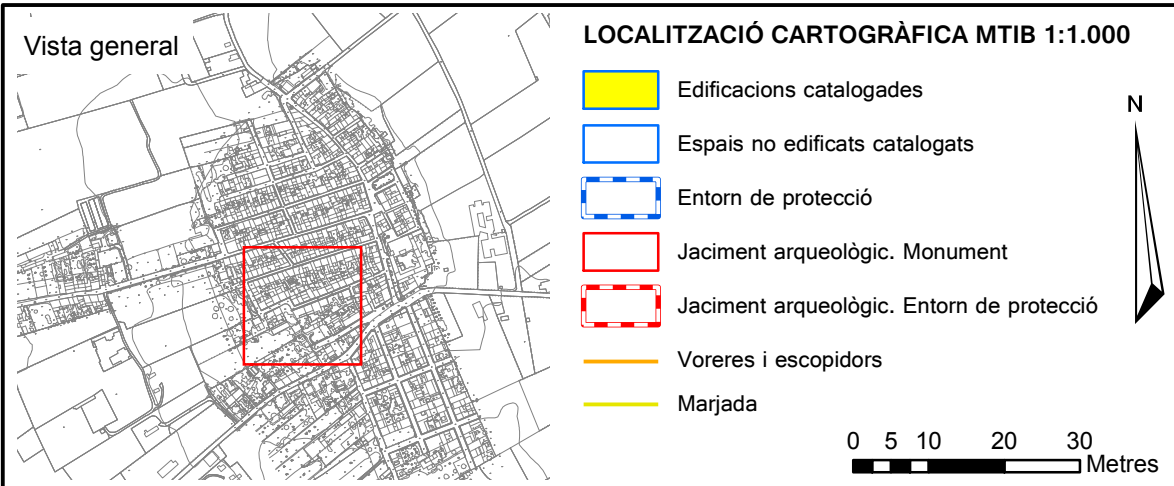 Vista general
LOCALITZACIÓ CARTOGRÀFICA MTIB 1:1.000
Edificacions catalogades
Espais no edificats catalogats
Entorn de protecció
Jaciment arqueològic. Monument
Jaciment arqueològic. Entorn de protecció
Voreres i escopidors
Marjada
N
0 5 10 20 30
Metres